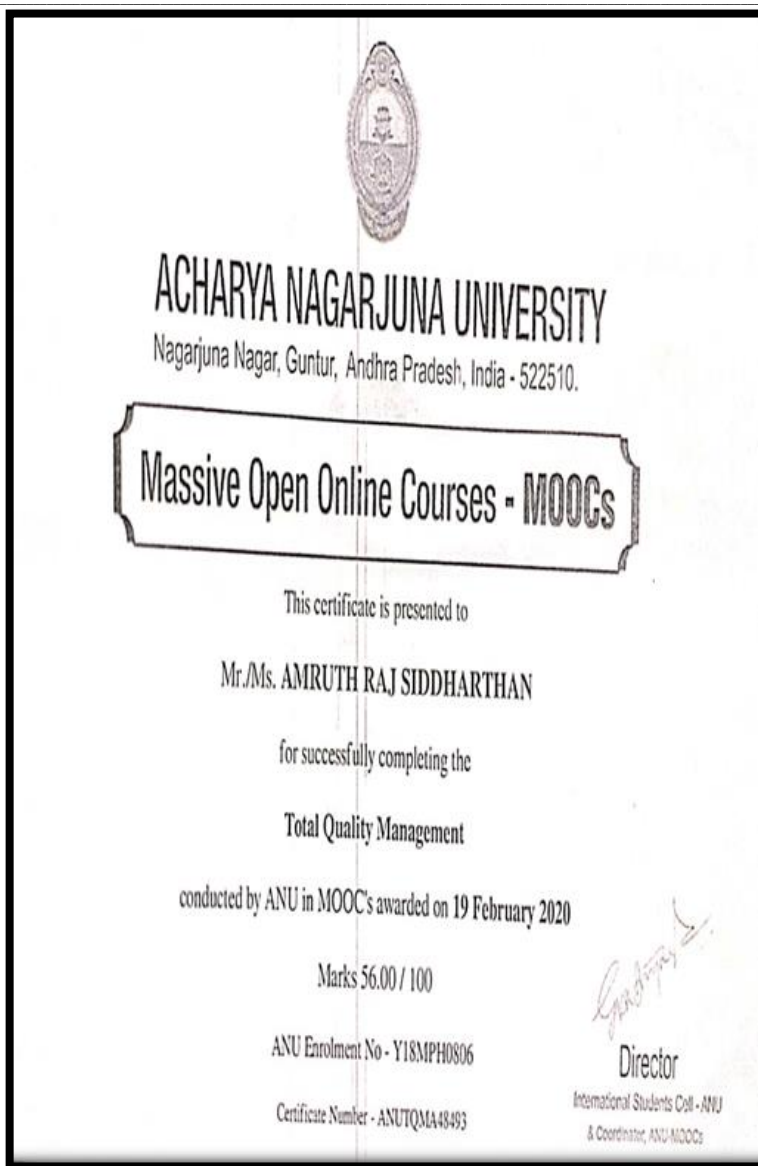 ACHARYA NAGARJUNA UNIVERSITY
Nagarjuna Nagar, Guntur, Andhra Pradesh, India - 522510.
Massive Open Online Courses - MOOCs
This certificate is presented to
Mr./Ms. AMRUTH RAJ SIDDHARTHAN
for successfully completing the
Total Quality Management
conducted by ANU in MOOC's awarded on 19 February 2020
Marks 56.00 / 100
ANU Enrolment No - Y18MPH0806
Certificate Number - ANUTQMA48493
Director
International Students Cell - ANU
& Coordinator, ANU-MOOCs